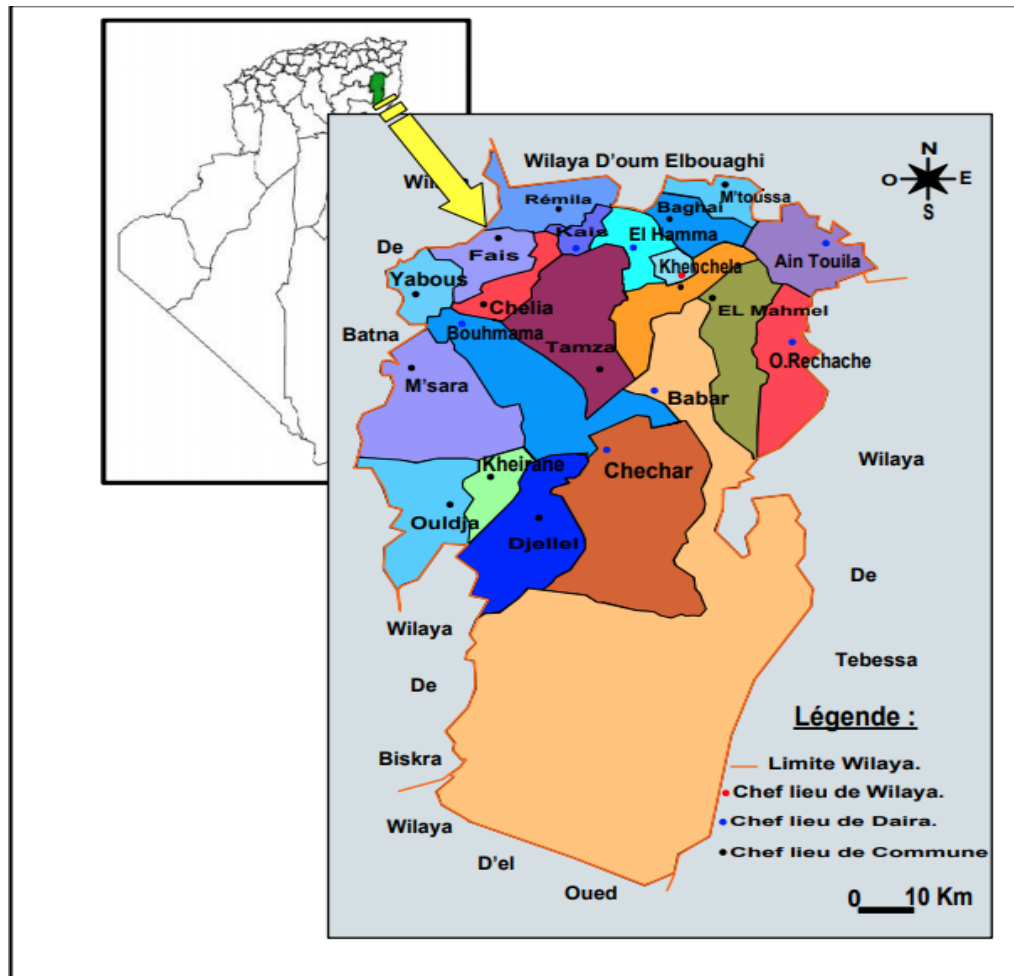 Wilaya D'oum Elbouaghi
N
O
E
S
M'toussa
Rémila
Baghai
Kais
El Hamma
De
Fais
Khenchela
Ain Touila
Yabous
Chelia
EL Mahmel
Batna
Bouhmama
Tamza
O.Rechache
M'sara
Babar
Kheirane
Chechar
Wilaya
Ouldja
Djellel
De
Wilaya
Tebessa
De
Légende :
Biskra
Limite Wilaya.
Chef lieu de Wilaya.
Wilaya
Chef lieu de Daira.
D'el
Chef lieu de Commune
Oued
0 10 Km